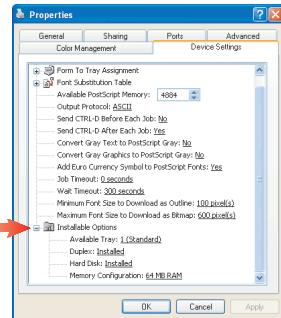 Properties
General Sharing Ports Advanced
Color Management Device Settings
Form To Tray Assignment
Font Substitution Table
Available PostScript Memory: 4884
Output Protocol: ASCII
Send CTRL-D Before Each Job: No
Send CTRL-D After Each Job: Yes
Convert Gray Text to PostScript Gray: No
Convert Gray Graphics to PostScript Gray: No
Add Euro Currency Symbol to PostScript Fonts: Yes
Job Timeout: 0 seconds
Wait Timeout: 300 seconds
Minimum Font Size to Download as Outline: 100 pixel(s)
Maximum Font Size to Download as Bitmap: 600 pixel(s)
Installable Options
Available Tray: 1 (Standard)
Duplex: Installed
Hard Disk: Installed
Memory Configuration: 64 MB RAM
OK Cancel Apply